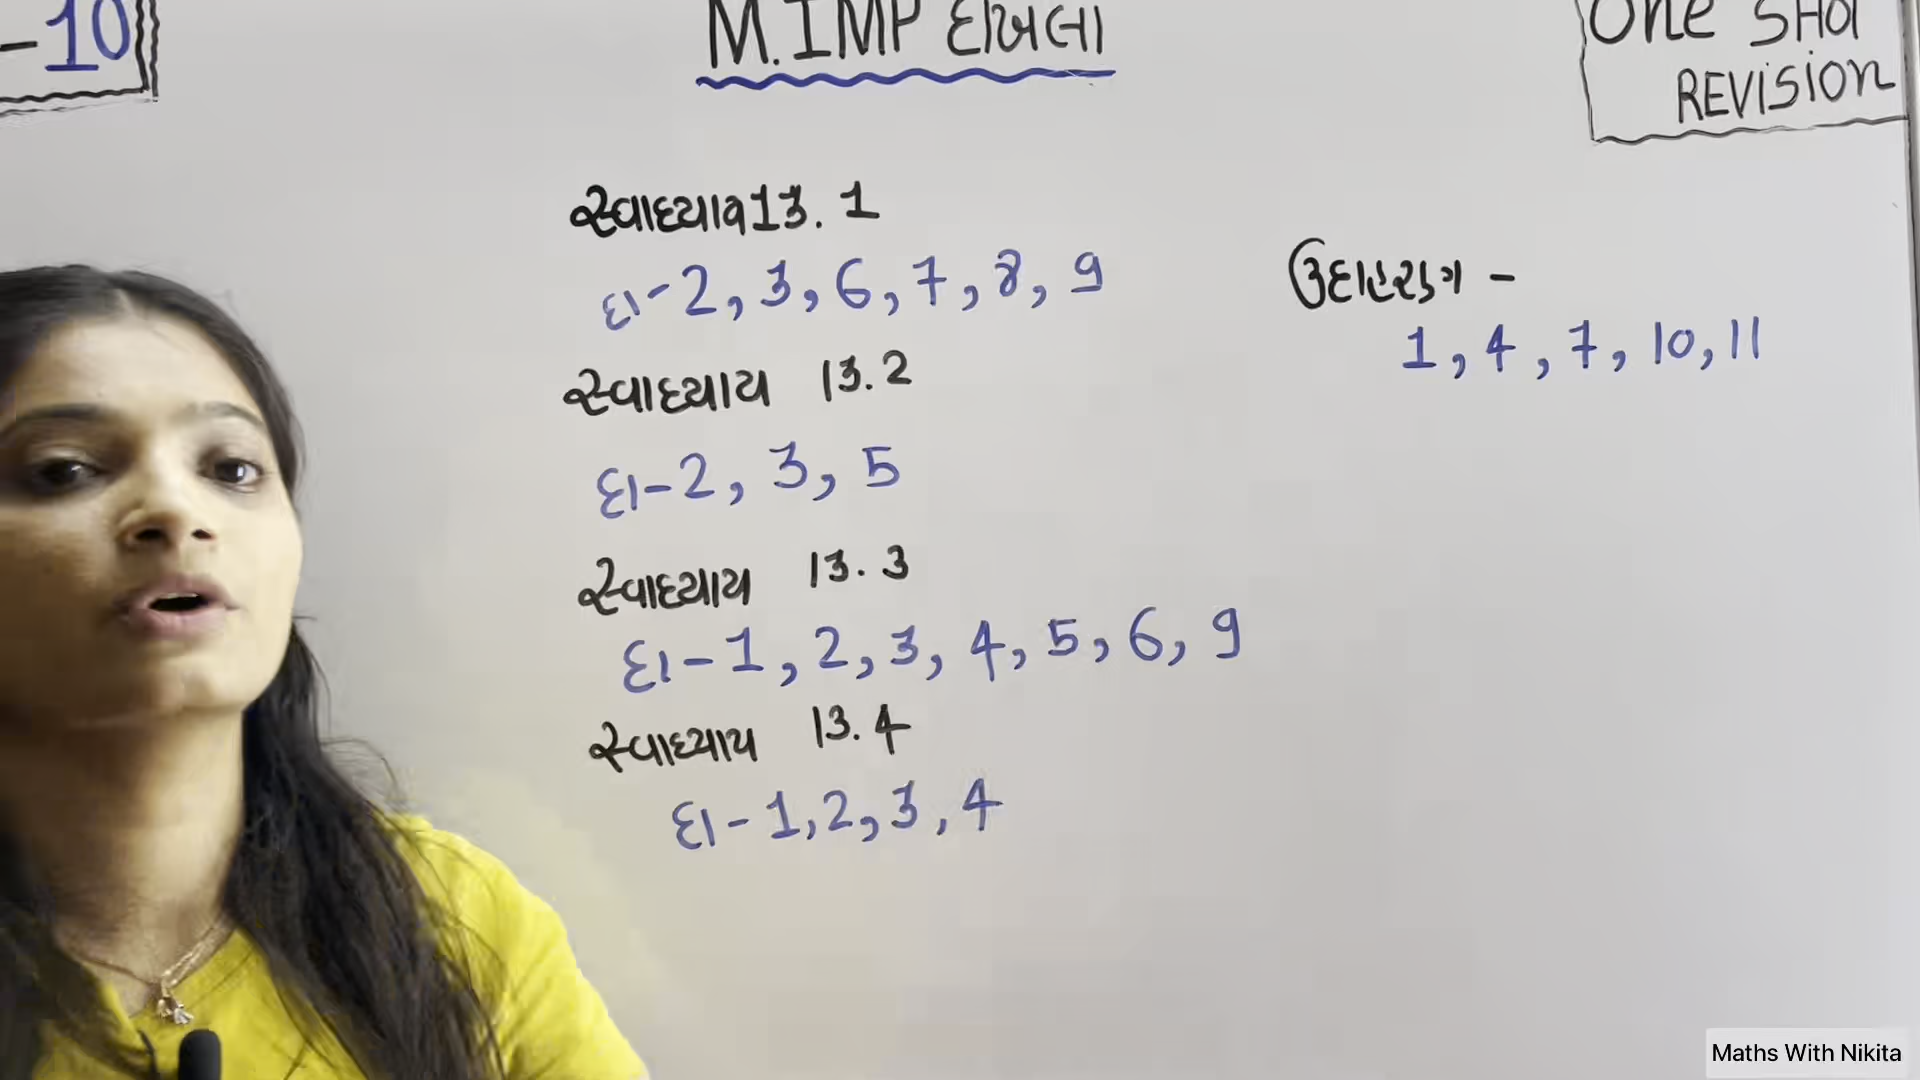 -10
M.IMP દાખલા
One SHOT
REVISION
સ્વાધ્યાય 13. 1
દા-2, 3, 6, 7, 8, 9
સ્વાધ્યાય 13.2
દા-2, 3, 5
સ્વાધ્યાય 13.3
દા-1, 2, 3, 4, 5, 6, 9
સ્વાધ્યાય 13.4
દા-1,2,3,4
ઉદાહરણ -
1, 4, 7, 10, 11
Maths With Nikita